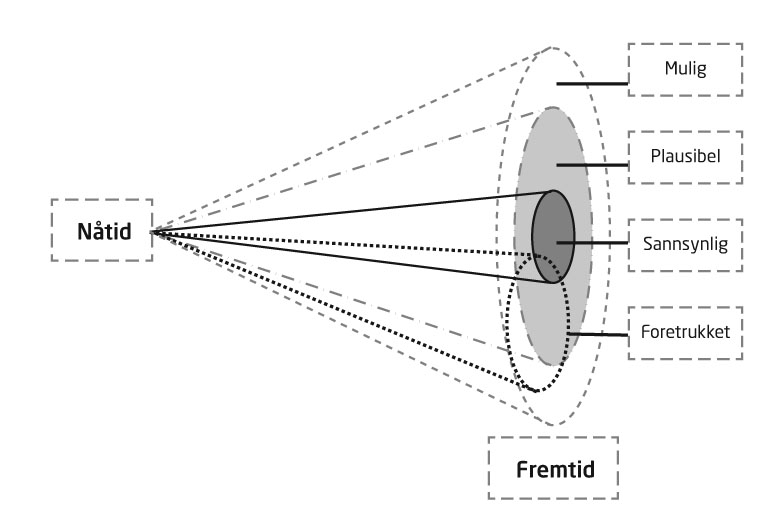 Mulig
Plausibel
Nåtid
Sannsynlig
Foretrukket
Fremtid